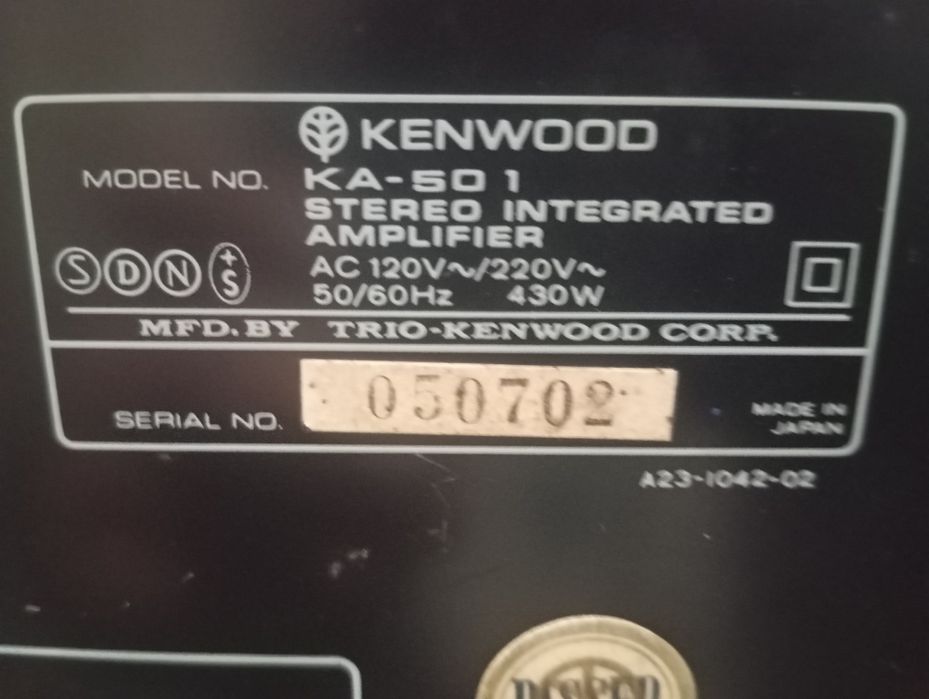 KENWOOD
MODEL NO. KA-501
STEREO INTEGRATED
AMPLIFIER
S D N +S
AC 120V~/220V~
50/60Hz 430W
MFD. BY TRIO-KENWOOD CORP.
SERIAL NO. 050702
MADE IN
JAPAN
A23-1042-02